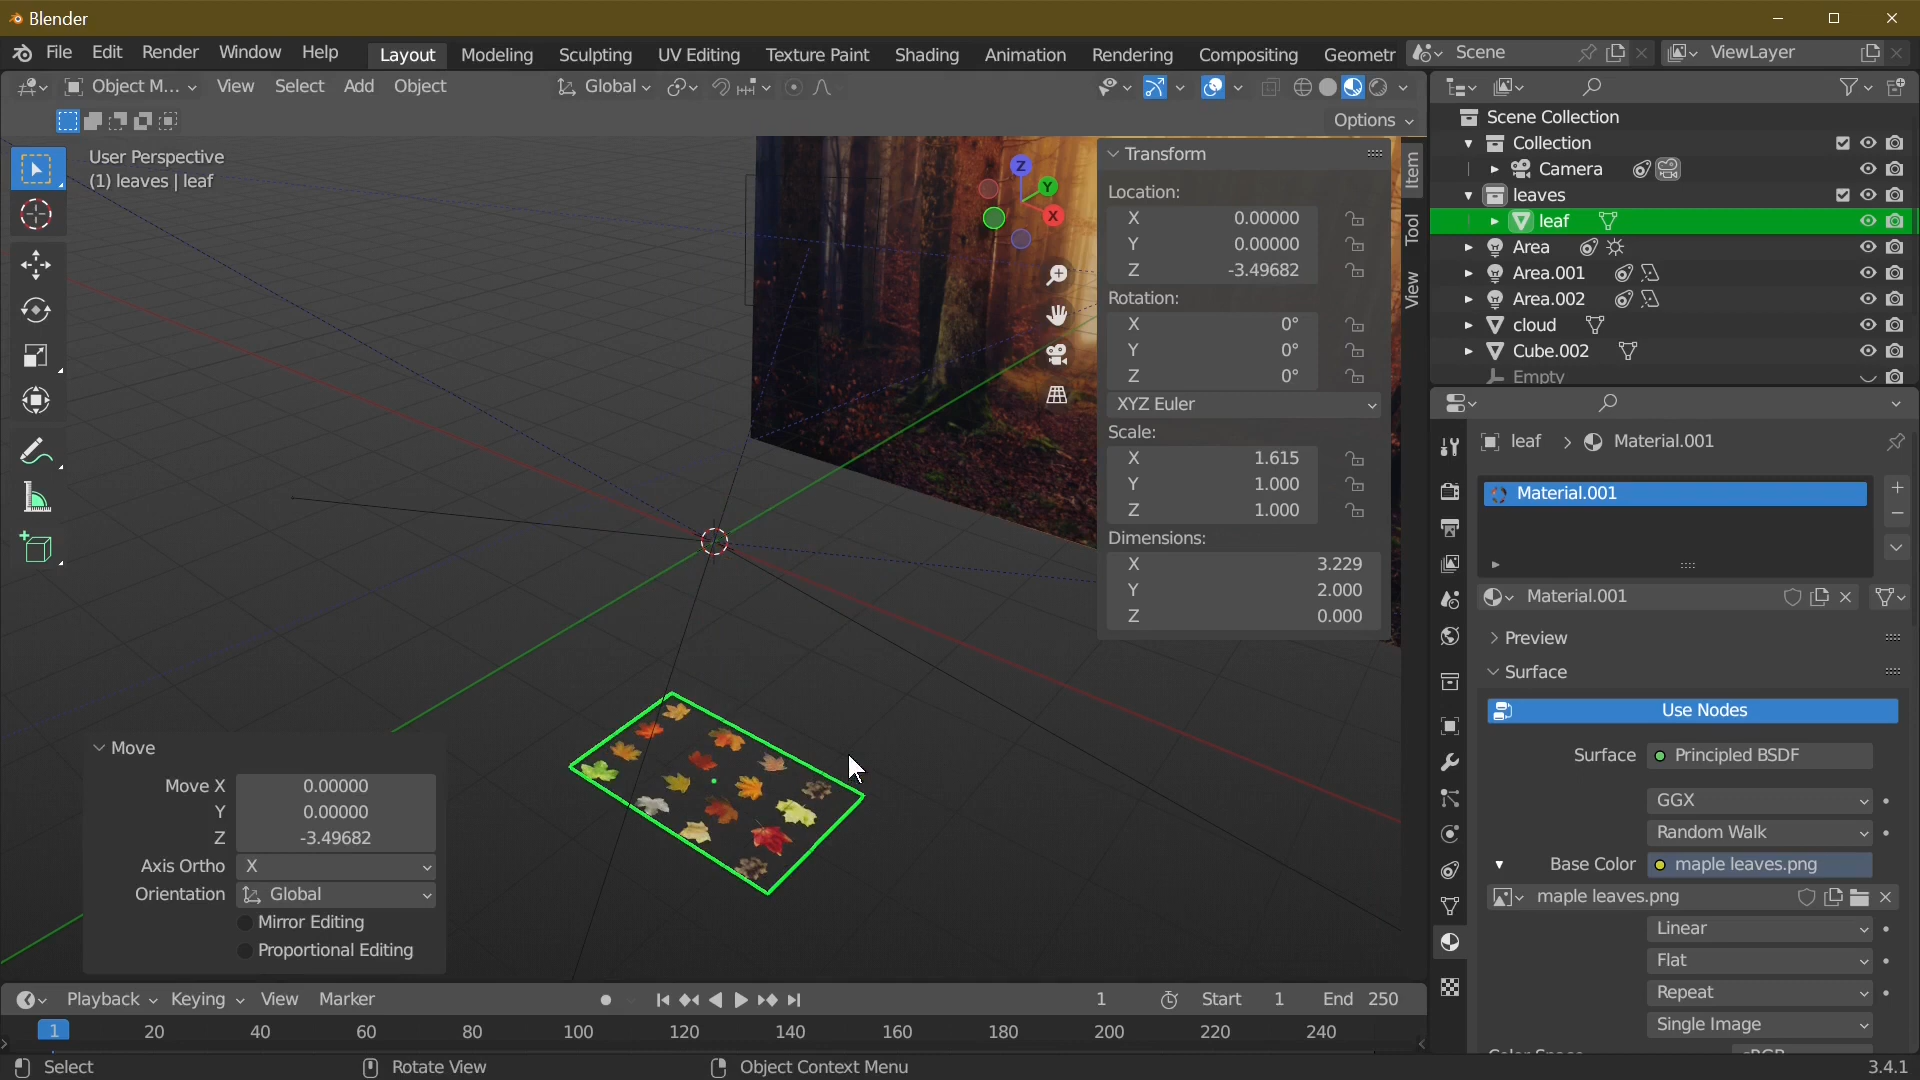 Blender
File Edit Render Window Help Layout Modeling Sculpting UV Editing Texture Paint Shading Animation Rendering Compositing Geometr Scene ViewLayer
Object M... View Select Add Object Global
Options
User Perspective
(1) leaves | leaf
Z
Y
X
Transform
Location:
X 0.00000
Y 0.00000
Z -3.49682
Rotation:
X 0°
Y 0°
Z 0°
XYZ Euler
Scale:
X 1.615
Y 1.000
Z 1.000
Dimensions:
X 3.229
Y 2.000
Z 0.000
Item
Tool
View
Scene Collection
Collection
Camera
leaves
leaf
Area
Area.001
Area.002
cloud
Cube.002
Empty
leaf > Material.001
Material.001
Material.001
Preview
Surface
Use Nodes
Surface Principled BSDF
GGX
Random Walk
Base Color maple leaves.png
maple leaves.png
Linear
Flat
Repeat
Single Image
Color Space sRGB
Move
Move X 0.00000
Y 0.00000
Z -3.49682
Axis Ortho X
Orientation Global
Mirror Editing
Proportional Editing
Playback Keying View Marker 1 Start 1 End 250
1 20 40 60 80 100 120 140 160 180 200 220 240
Select Rotate View Object Context Menu 3.4.1